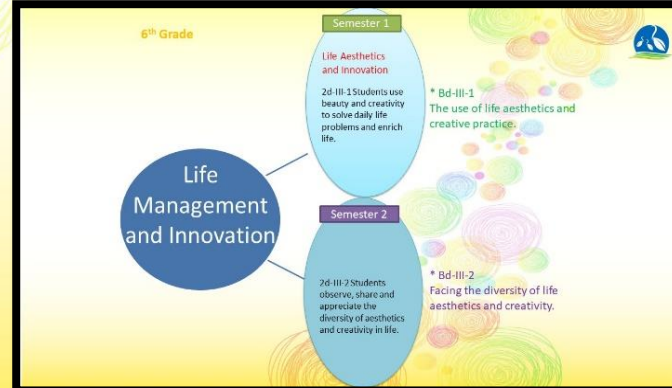 6th Grade
Semester 1
Life Aesthetics
and Innovation
2d-III-1 Students use
beauty and creativity
to solve daily life
problems and enrich
life.
* Bd-III-1
The use of life aesthetics and
creative practice.
Life
Management
and Innovation
Semester 2
2d-III-2 Students
observe, share and
appreciate the
diversity of aesthetics
and creativity in life.
* Bd-III-2
Facing the diversity of life
aesthetics and creativity.